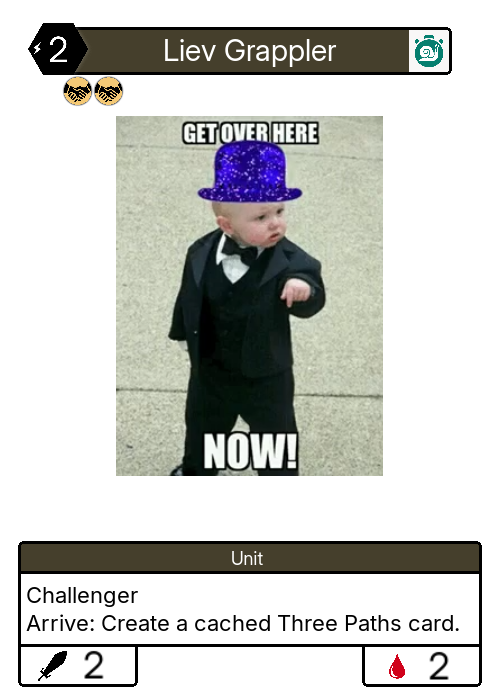 2 Liev Grappler
GET OVER HERE
NOW!
Unit
Challenger
Arrive: Create a cached Three Paths card.
2 2